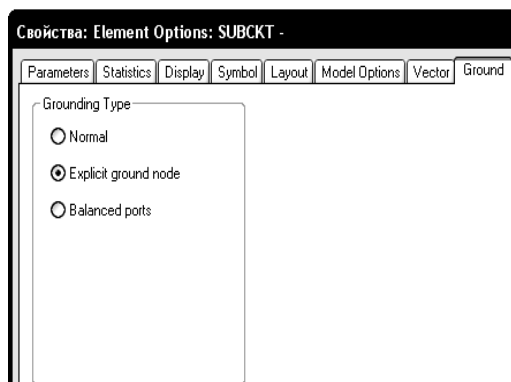 Свойства: Element Options: SUBCKT -
Parameters Statistics Display Symbol Layout Model Options Vector Ground
Grounding Type
Normal
Explicit ground node
Balanced ports